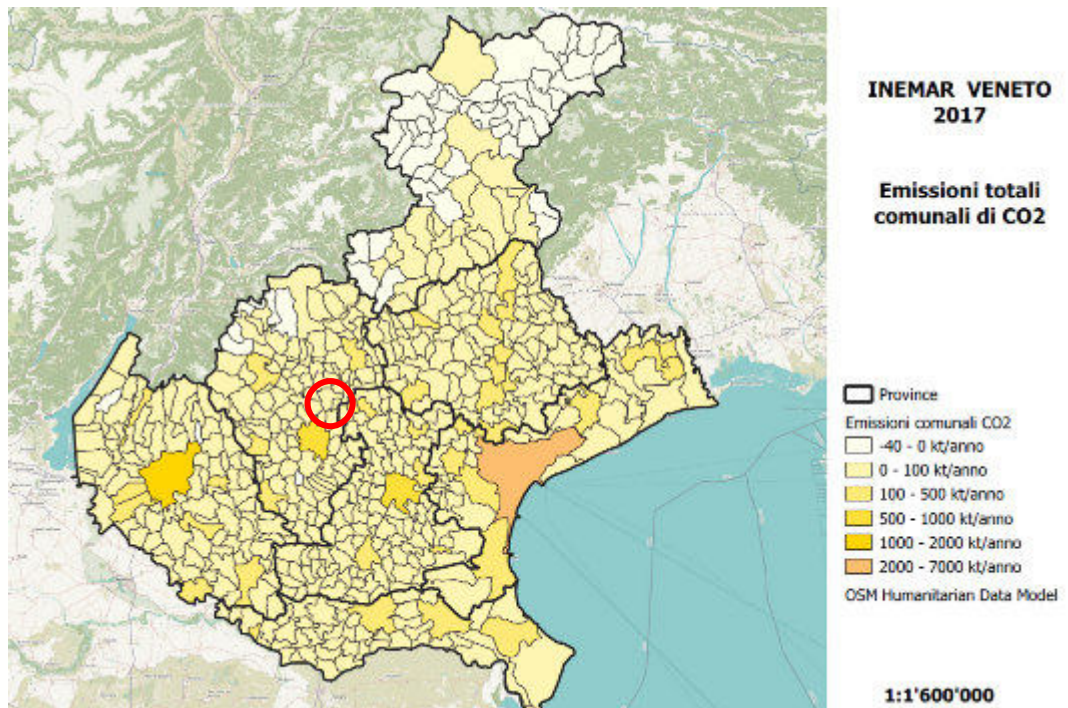 INEMAR VENETO
2017
Emissioni totali
comunali di CO2
Province
Emissioni comunali CO2
-40 - 0 kt/anno
0 - 100 kt/anno
100 - 500 kt/anno
500 - 1000 kt/anno
1000 - 2000 kt/anno
2000 - 7000 kt/anno
OSM Humanitarian Data Model
1:1'600'000